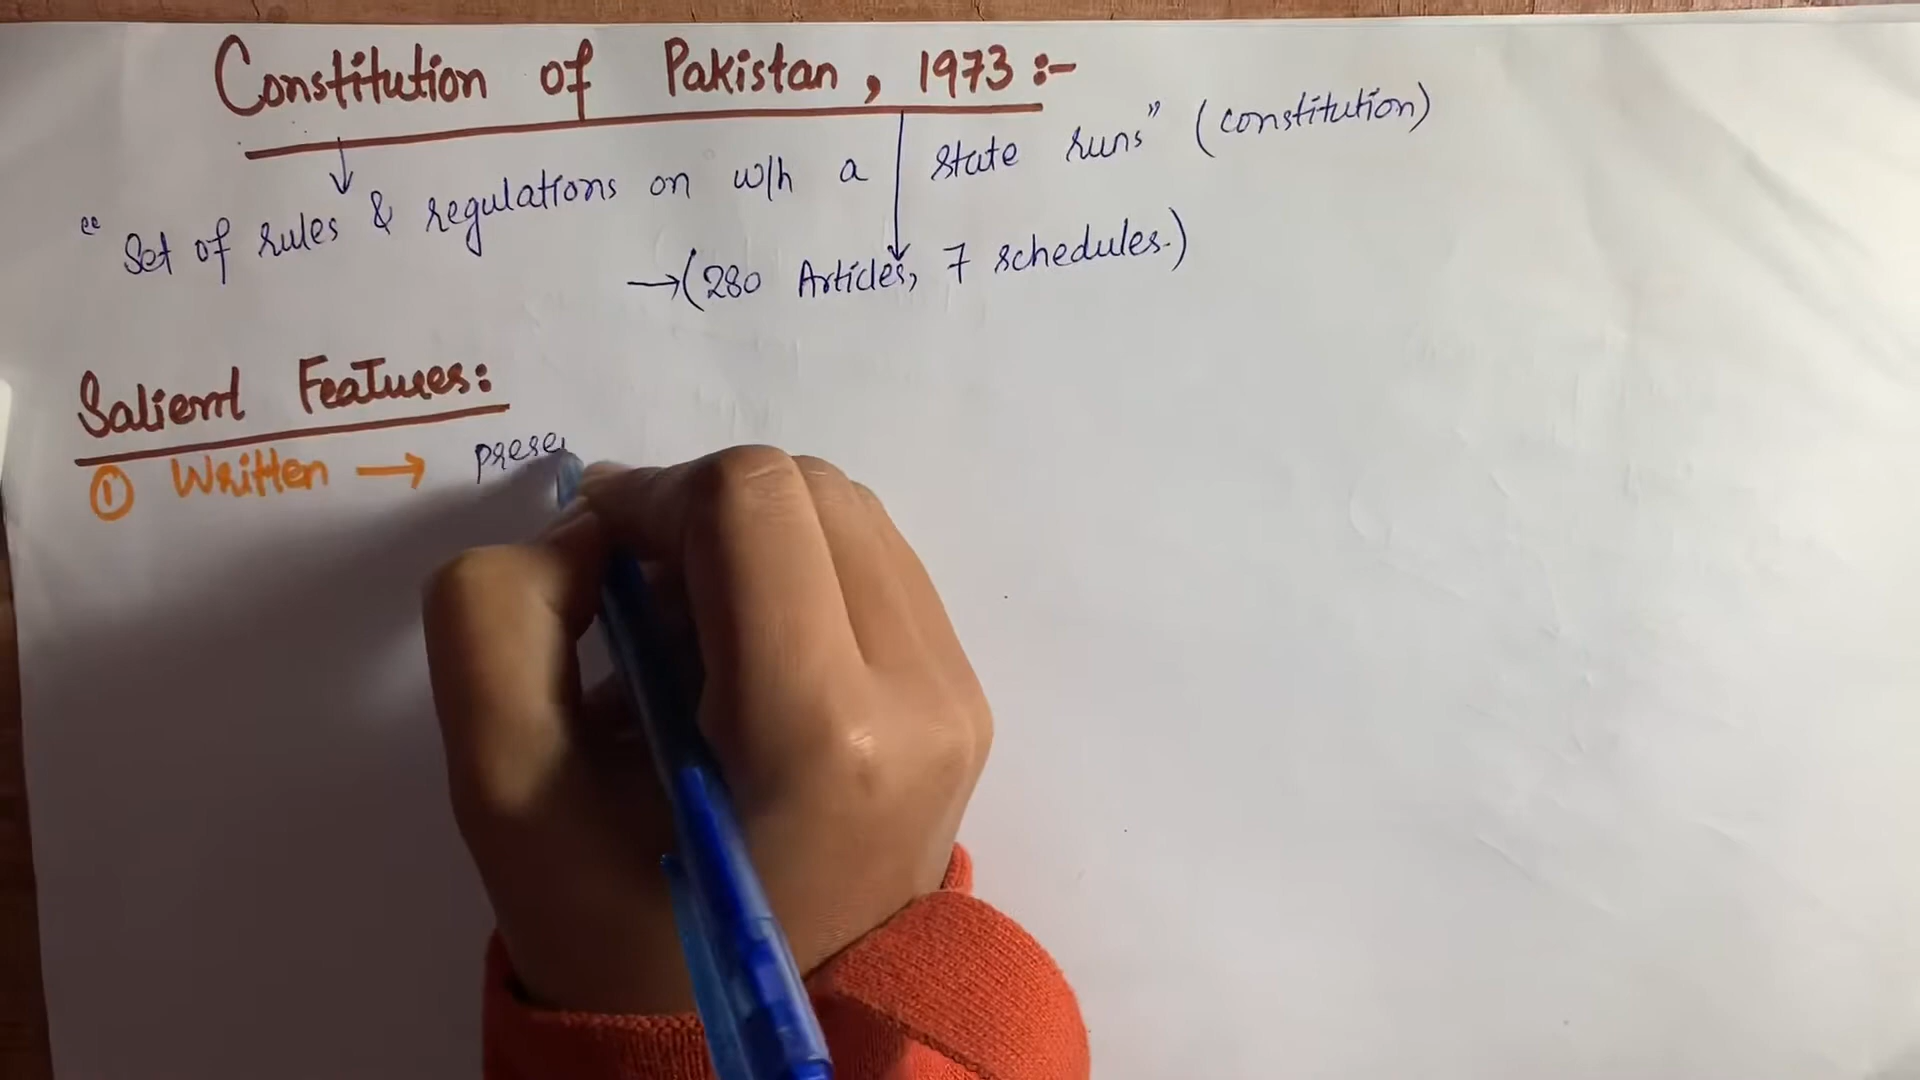 Constitution of Pakistan, 1973 :-
“ Set of rules & regulations on w/h a state runs” (constitution)
→(280 Articles, 7 schedules.)
Salient Features:
① Written → prese